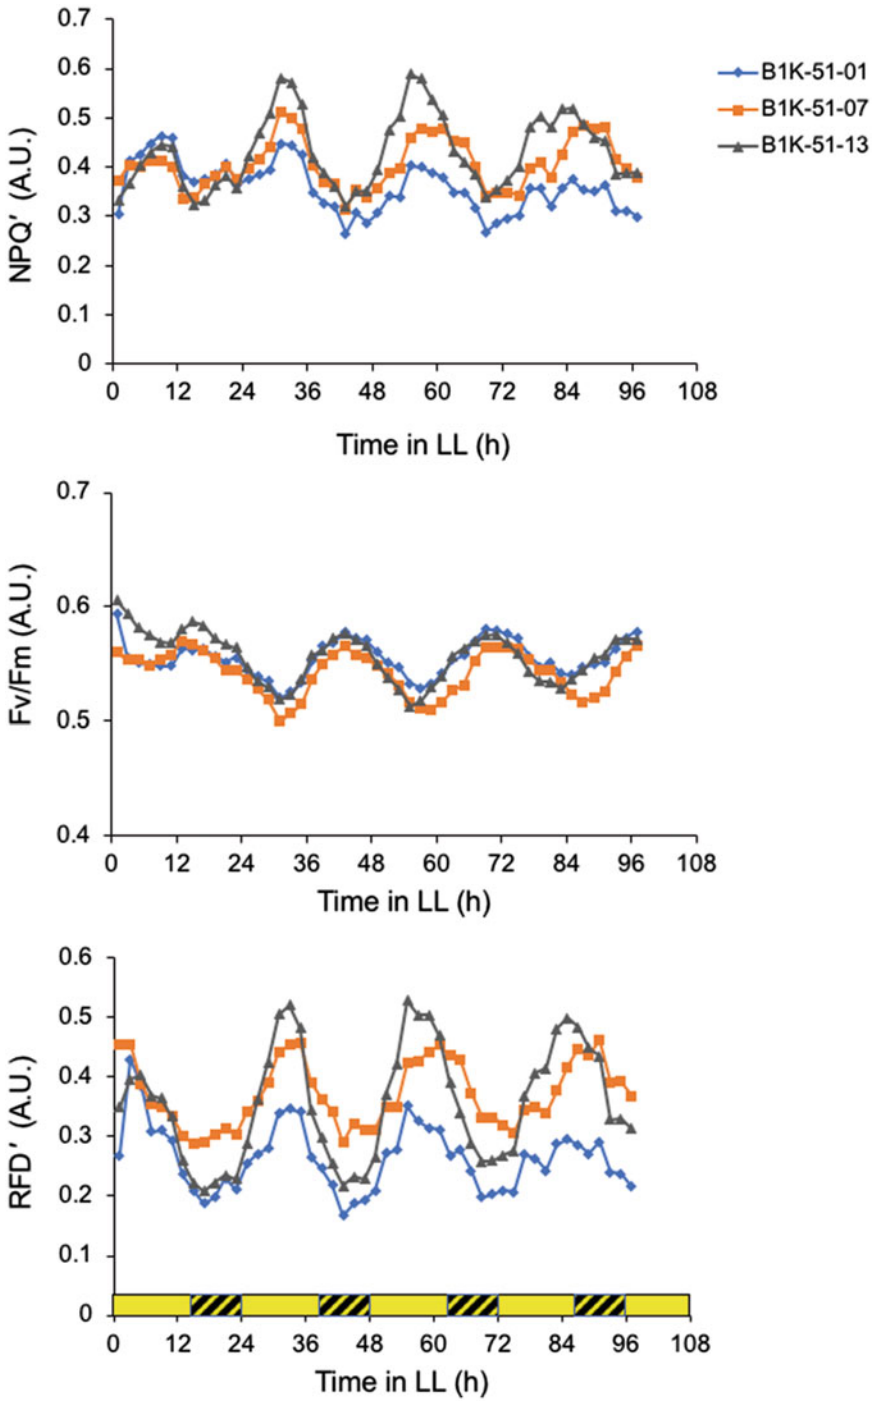 0.7
0.6
0.5
0.4
0.3
0.2
0.1
0
NPQ′ (A.U.)
0 12 24 36 48 60 72 84 96 108
Time in LL (h)
B1K-51-01
B1K-51-07
B1K-51-13
0.7
0.6
0.5
0.4
Fv/Fm (A.U.)
0 12 24 36 48 60 72 84 96 108
Time in LL (h)
0.6
0.5
0.4
0.3
0.2
0.1
0
RFD′ (A.U.)
0 12 24 36 48 60 72 84 96 108
Time in LL (h)